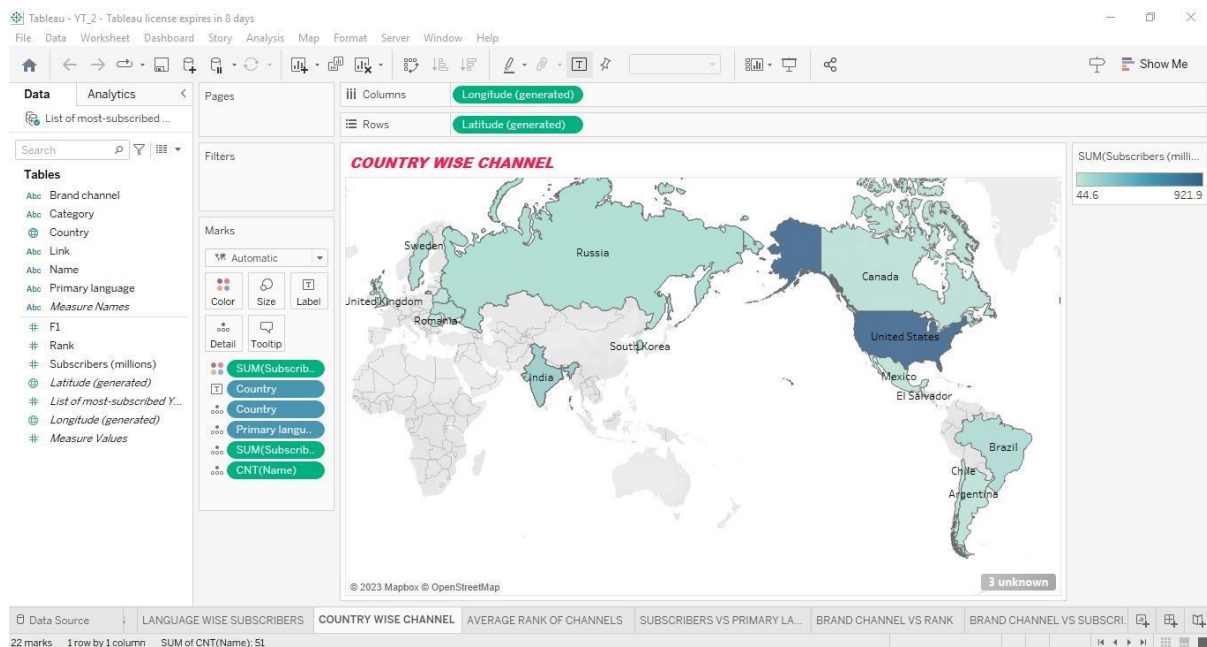 Tableau - YT_2 - Tableau license expires in 8 days
File Data Worksheet Dashboard Story Analysis Map Format Server Window Help
Show Me
Data Analytics
List of most-subscribed ...
Search
Tables
Abc Brand channel
Abc Category
Country
Abc Link
Abc Name
Abc Primary language
Abc Measure Names
# F1
# Rank
# Subscribers (millions)
Latitude (generated)
# List of most-subscribed Y...
Longitude (generated)
# Measure Values
Pages
Filters
Marks
Automatic
Color Size Label
Detail Tooltip
SUM(Subscrib..
Country
Country
Primary langu..
SUM(Subscrib..
CNT(Name)
Columns Longitude (generated)
Rows Latitude (generated)
COUNTRY WISE CHANNEL
Sweden
Russia
Canada
United Kingdom
Romania
South Korea
United States
India
Mexico
El Salvador
Brazil
Chile
Argentina
© 2023 Mapbox © OpenStreetMap
3 unknown
SUM(Subscribers (milli...
44.6 921.9
Data Source LANGUAGE WISE SUBSCRIBERS COUNTRY WISE CHANNEL AVERAGE RANK OF CHANNELS SUBSCRIBERS VS PRIMARY LA... BRAND CHANNEL VS RANK BRAND CHANNEL VS SUBSCRI.
22 marks 1 row by 1 column SUM of CNT(Name): 51